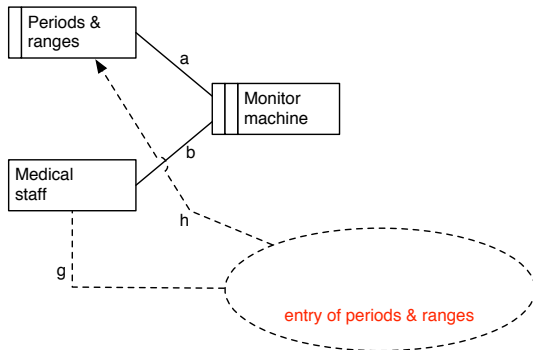 Periods &
ranges
a
Monitor
machine
b
Medical
staff
h
g
entry of periods & ranges